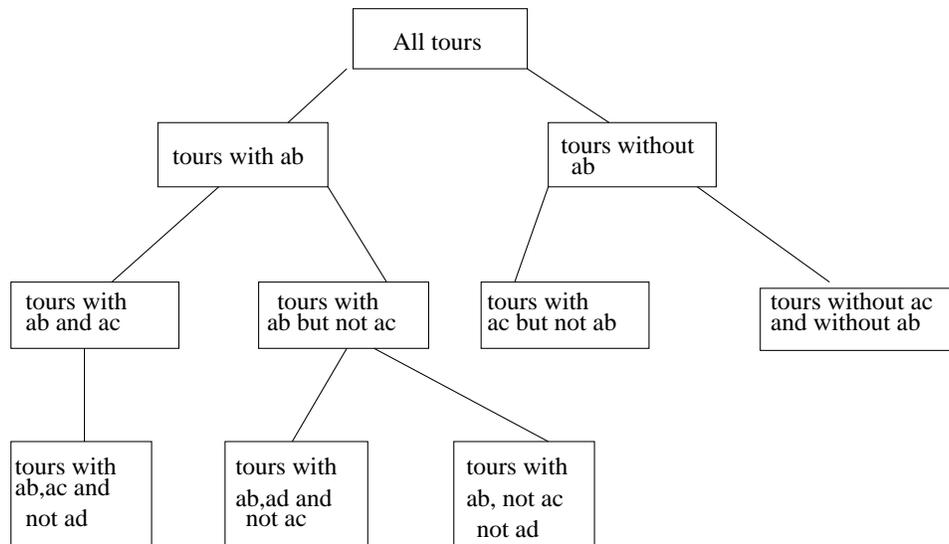 All tours
tours with ab
tours without
ab
tours with
ab and ac
tours with
ab but not ac
tours with
ac but not ab
tours without ac
and without ab
tours with
ab,ac and
not ad
tours with
ab,ad and
not ac
tours with
ab, not ac
not ad